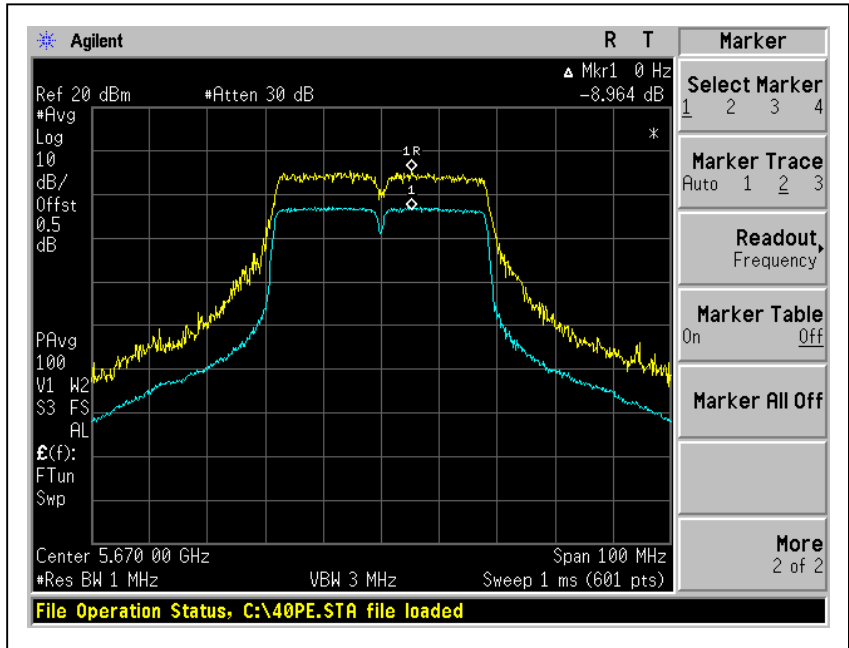 Agilent R T
Marker
Δ Mkr1 0 Hz
Ref 20 dBm #Atten 30 dB -8.964 dB
#Avg
Log
10
dB/
Offst
0.5
dB
1R
1
*
PAvg
100
V1 W2
S3 FS
AL
£(f):
FTun
Swp
Center 5.670 00 GHz Span 100 MHz
#Res BW 1 MHz VBW 3 MHz Sweep 1 ms (601 pts)
File Operation Status, C:\40PE.STA file loaded
Select Marker
1 2 3 4
Marker Trace
Auto 1 2 3
Readout
Frequency
Marker Table
On Off
Marker All Off
More
2 of 2